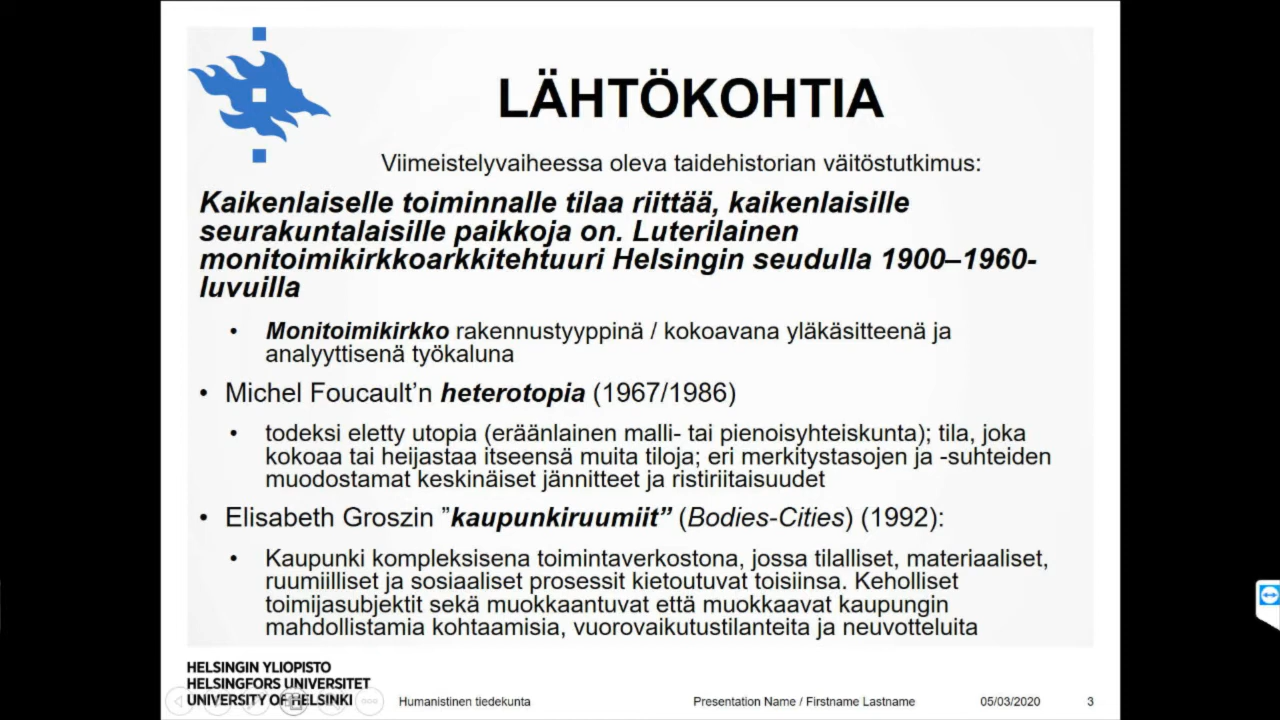 LÄHTÖKOHTIA
Viimeistelyvaiheessa oleva taidehistorian väitöstutkimus:
Kaikenlaiselle toiminnalle tilaa riittää, kaikenlaisille
seurakuntalaisille paikkoja on. Luterilainen
monitoimikirkkoarkkitehtuuri Helsingin seudulla 1900–1960-
luvuilla
• Monitoimikirkko rakennustyyppinä / kokoavana yläkäsitteenä ja
analyyttisenä työkaluna
• Michel Foucault’n heterotopia (1967/1986)
• todeksi eletty utopia (eräänlainen malli- tai pienoisyhteiskunta); tila, joka
kokoaa tai heijastaa itseensä muita tiloja; eri merkitystasojen ja -suhteiden
muodostamat keskinäiset jännitteet ja ristiriitaisuudet
• Elisabeth Groszin ”kaupunkiruumiit” (Bodies-Cities) (1992):
• Kaupunki kompleksisena toimintaverkostona, jossa tilalliset, materiaaliset,
ruumiilliset ja sosiaaliset prosessit kietoutuvat toisiinsa. Keholliset
toimijasubjektit sekä muokkaantuvat että muokkaavat kaupungin
mahdollistamia kohtaamisia, vuorovaikutustilanteita ja neuvotteluita
HELSINGIN YLIOPISTO
HELSINGFORS UNIVERSITET
UNIVERSITY OF HELSINKI
Humanistinen tiedekunta
Presentation Name / Firstname Lastname
05/03/2020
3